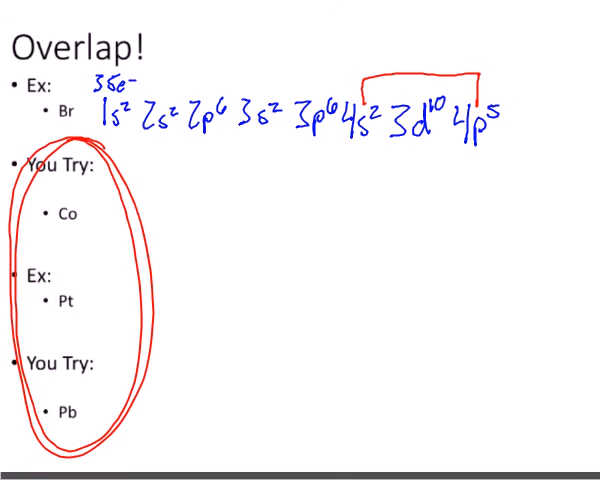 Overlap!
• Ex: 35e⁻
• Br 1s² 2s² 2p⁶ 3s² 3p⁶ 4s² 3d¹⁰ 4p⁵
• You Try:
• Co
• Ex:
• Pt
• You Try:
• Pb